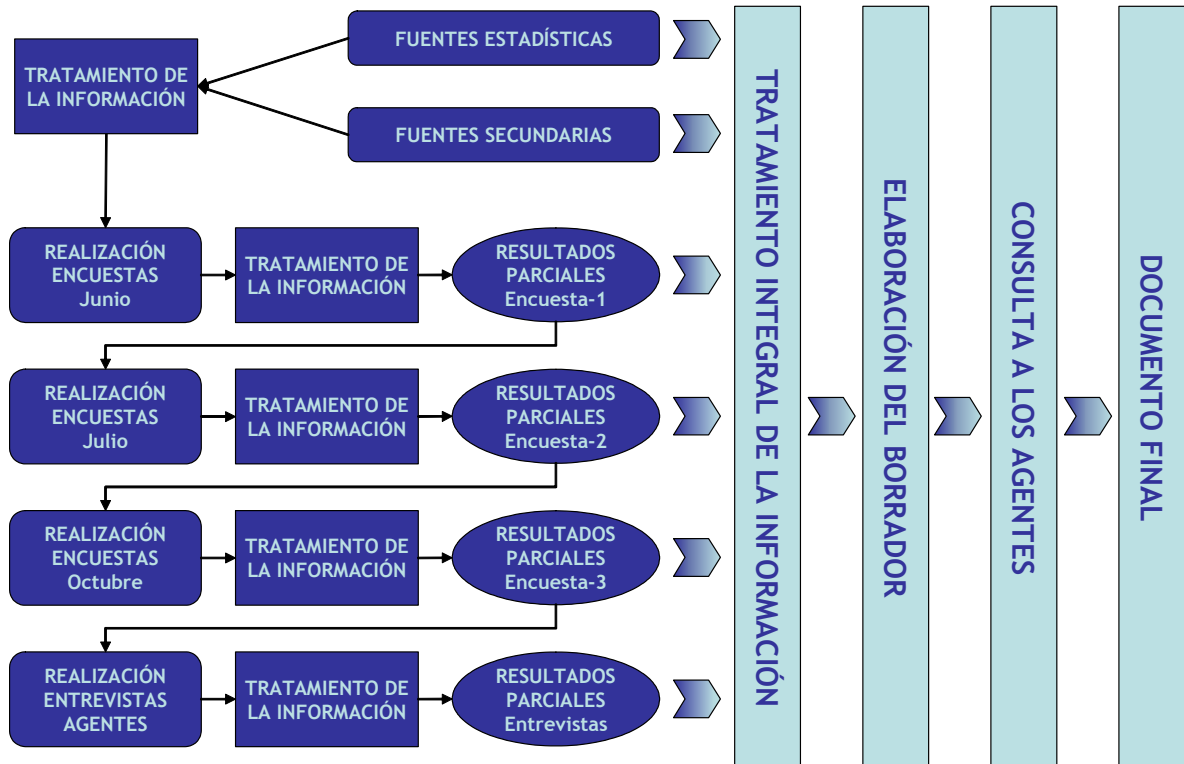 FUENTES ESTADÍSTICAS
TRATAMIENTO DE
LA INFORMACIÓN
FUENTES SECUNDARIAS
REALIZACIÓN
ENCUESTAS
Junio
TRATAMIENTO DE
LA INFORMACIÓN
RESULTADOS
PARCIALES
Encuesta-1
REALIZACIÓN
ENCUESTAS
Julio
TRATAMIENTO DE
LA INFORMACIÓN
RESULTADOS
PARCIALES
Encuesta-2
REALIZACIÓN
ENCUESTAS
Octubre
TRATAMIENTO DE
LA INFORMACIÓN
RESULTADOS
PARCIALES
Encuesta-3
REALIZACIÓN
ENTREVISTAS
AGENTES
TRATAMIENTO DE
LA INFORMACIÓN
RESULTADOS
PARCIALES
Entrevistas
TRATAMIENTO INTEGRAL DE LA INFORMACIÓN
ELABORACIÓN DEL BORRADOR
CONSULTA A LOS AGENTES
DOCUMENTO FINAL